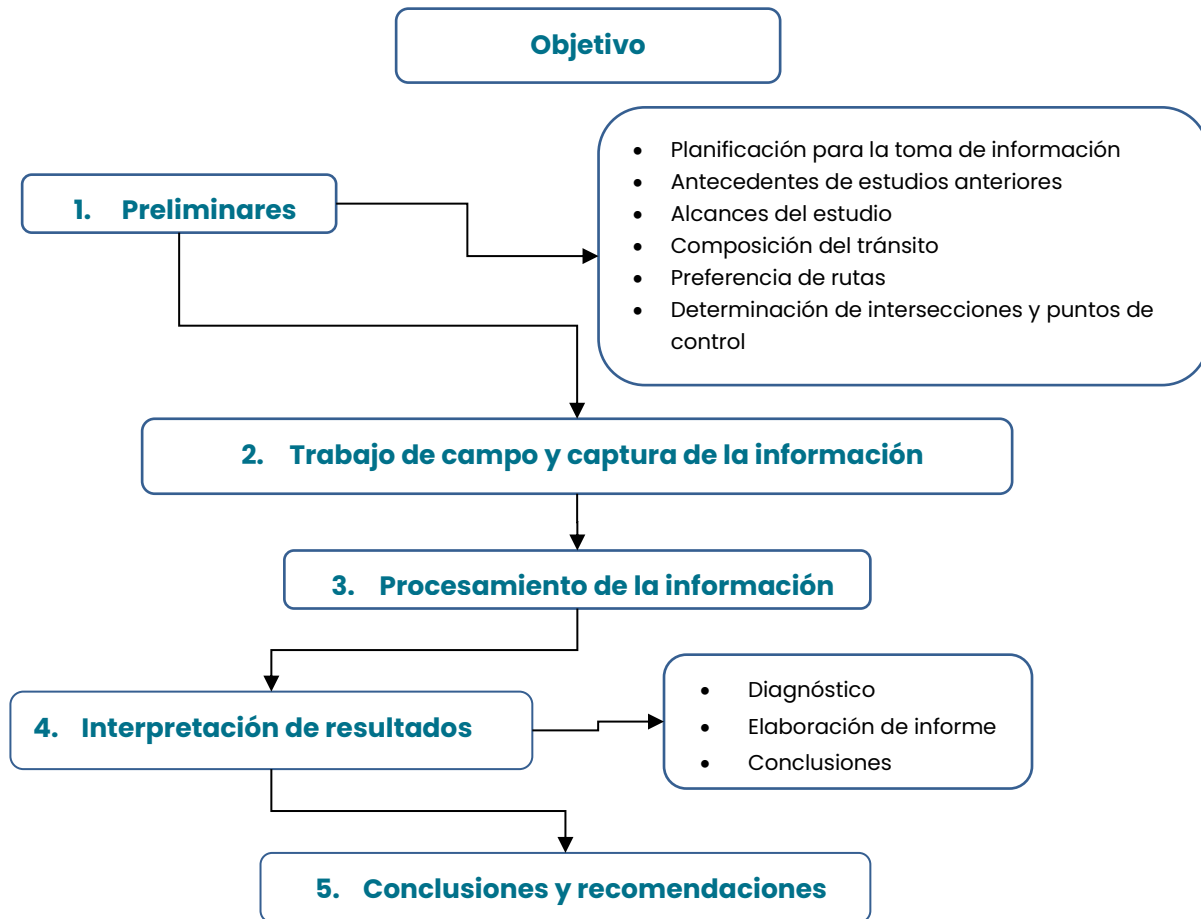 Objetivo
1. Preliminares
• Planificación para la toma de información
• Antecedentes de estudios anteriores
• Alcances del estudio
• Composición del tránsito
• Preferencia de rutas
• Determinación de intersecciones y puntos de
control
2. Trabajo de campo y captura de la información
3. Procesamiento de la información
4. Interpretación de resultados
• Diagnóstico
• Elaboración de informe
• Conclusiones
5. Conclusiones y recomendaciones